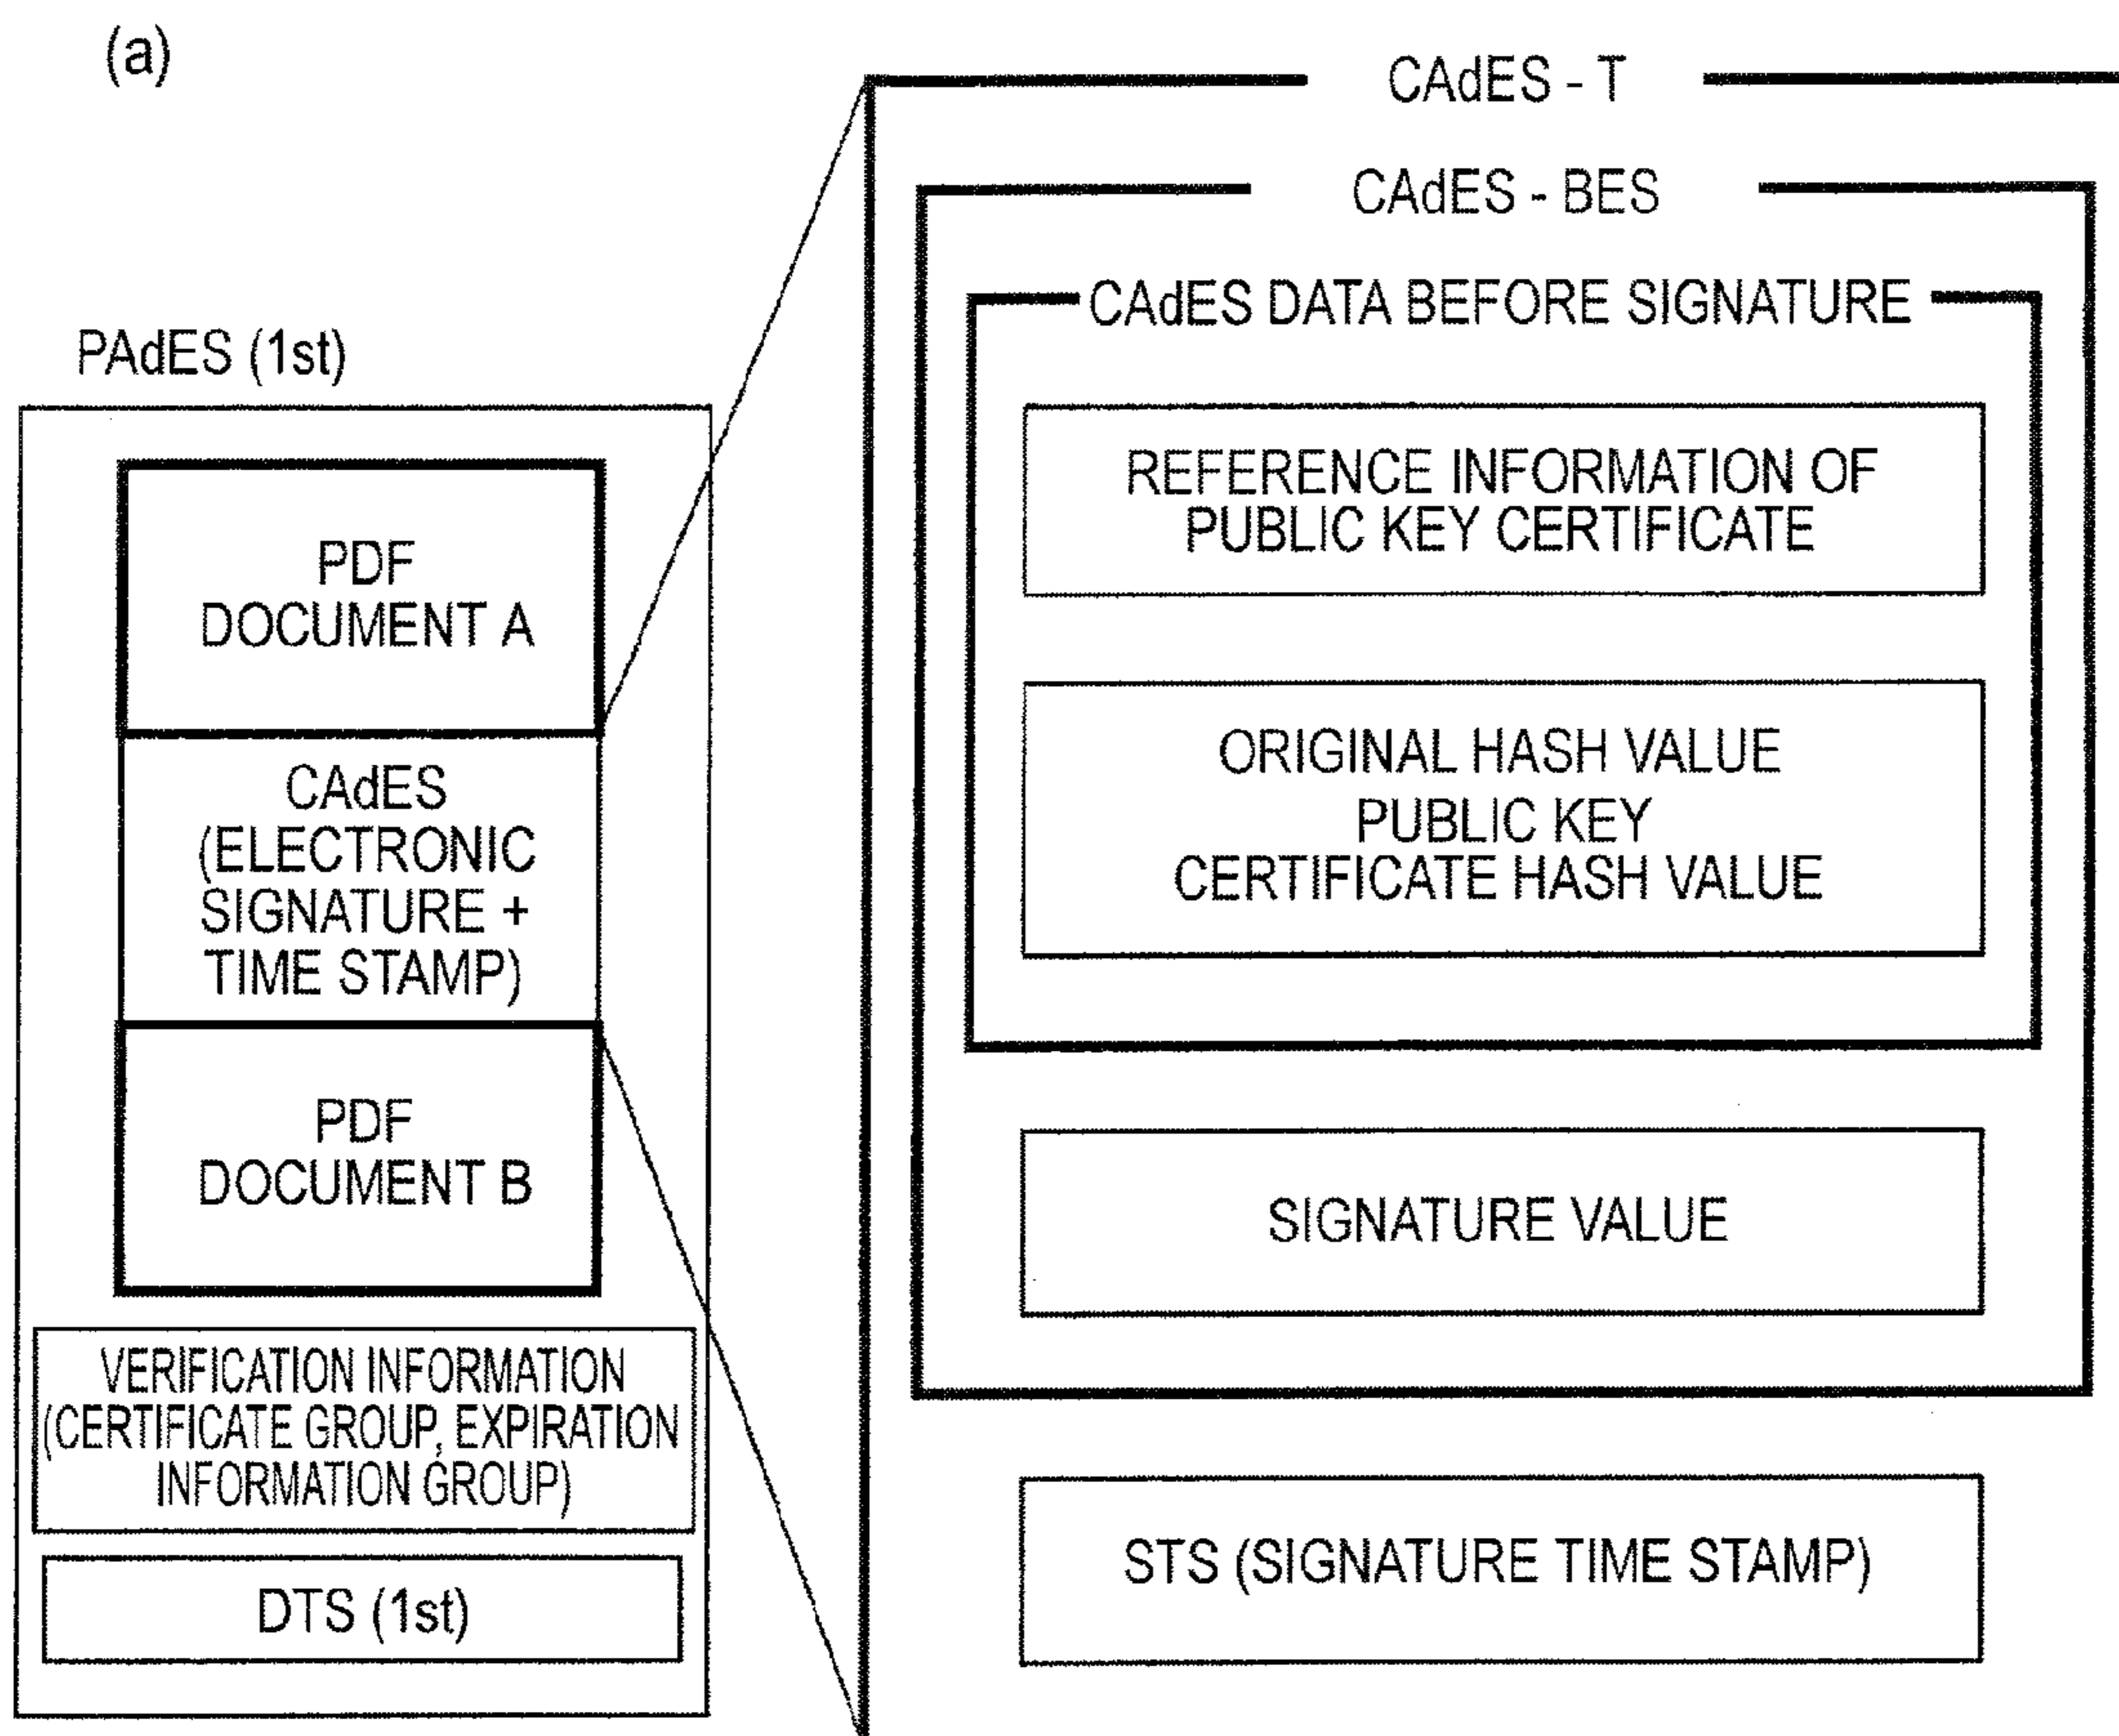 (a)
PAdES (1st)
PDF
DOCUMENT A
CAdES
(ELECTRONIC
SIGNATURE +
TIME STAMP)
PDF
DOCUMENT B
VERIFICATION INFORMATION
(CERTIFICATE GROUP, EXPIRATION
INFORMATION GROUP)
DTS (1st)
CAdES - T
CAdES - BES
CAdES DATA BEFORE SIGNATURE
REFERENCE INFORMATION OF
PUBLIC KEY CERTIFICATE
ORIGINAL HASH VALUE
PUBLIC KEY
CERTIFICATE HASH VALUE
SIGNATURE VALUE
STS (SIGNATURE TIME STAMP)